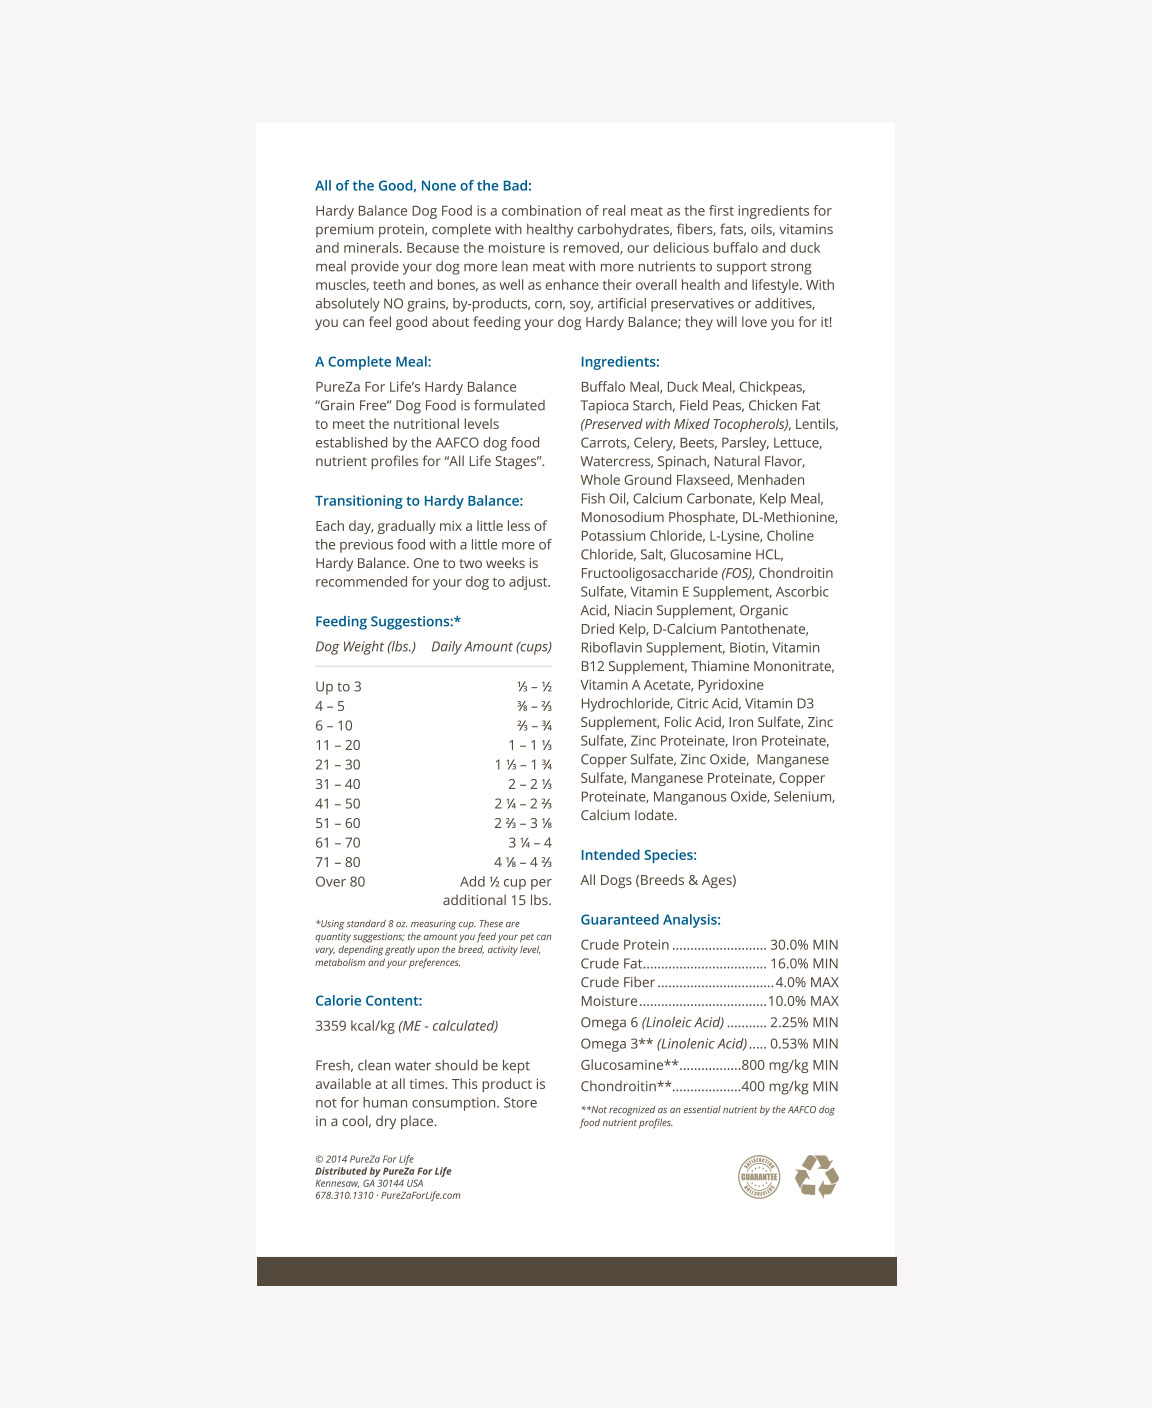 All of the Good, None of the Bad:
Hardy Balance Dog Food is a combination of real meat as the first ingredients for
premium protein, complete with healthy carbohydrates, fibers, fats, oils, vitamins
and minerals. Because the moisture is removed, our delicious buffalo and duck
meal provide your dog more lean meat with more nutrients to support strong
muscles, teeth and bones, as well as enhance their overall health and lifestyle. With
absolutely NO grains, by-products, corn, soy, artificial preservatives or additives,
you can feel good about feeding your dog Hardy Balance; they will love you for it!
A Complete Meal:
PureZa For Life’s Hardy Balance
“Grain Free” Dog Food is formulated
to meet the nutritional levels
established by the AAFCO dog food
nutrient profiles for “All Life Stages”.
Transitioning to Hardy Balance:
Each day, gradually mix a little less of
the previous food with a little more of
Hardy Balance. One to two weeks is
recommended for your dog to adjust.
Feeding Suggestions:*
Dog Weight (lbs.) Daily Amount (cups)
Up to 3 ⅓ – ½
4 – 5 ⅜ – ⅔
6 – 10 ⅔ – ¾
11 – 20 1 – 1 ⅓
21 – 30 1 ⅓ – 1 ¾
31 – 40 2 – 2 ⅓
41 – 50 2 ¼ – 2 ⅔
51 – 60 2 ⅔ – 3 ⅛
61 – 70 3 ¼ – 4
71 – 80 4 ⅛ – 4 ⅔
Over 80 Add ½ cup per
additional 15 lbs.
*Using standard 8 oz. measuring cup. These are
quantity suggestions; the amount you feed your pet can
vary, depending greatly upon the breed, activity level,
metabolism and your preferences.
Calorie Content:
3359 kcal/kg (ME - calculated)
Fresh, clean water should be kept
available at all times. This product is
not for human consumption. Store
in a cool, dry place.
© 2014 PureZa For Life
Distributed by PureZa For Life
Kennesaw, GA 30144 USA
678.310.1310 · PureZaForLife.com
Ingredients:
Buffalo Meal, Duck Meal, Chickpeas,
Tapioca Starch, Field Peas, Chicken Fat
(Preserved with Mixed Tocopherols), Lentils,
Carrots, Celery, Beets, Parsley, Lettuce,
Watercress, Spinach, Natural Flavor,
Whole Ground Flaxseed, Menhaden
Fish Oil, Calcium Carbonate, Kelp Meal,
Monosodium Phosphate, DL-Methionine,
Potassium Chloride, L-Lysine, Choline
Chloride, Salt, Glucosamine HCL,
Fructooligosaccharide (FOS), Chondroitin
Sulfate, Vitamin E Supplement, Ascorbic
Acid, Niacin Supplement, Organic
Dried Kelp, D-Calcium Pantothenate,
Riboflavin Supplement, Biotin, Vitamin
B12 Supplement, Thiamine Mononitrate,
Vitamin A Acetate, Pyridoxine
Hydrochloride, Citric Acid, Vitamin D3
Supplement, Folic Acid, Iron Sulfate, Zinc
Sulfate, Zinc Proteinate, Iron Proteinate,
Copper Sulfate, Zinc Oxide, Manganese
Sulfate, Manganese Proteinate, Copper
Proteinate, Manganous Oxide, Selenium,
Calcium Iodate.
Intended Species:
All Dogs (Breeds & Ages)
Guaranteed Analysis:
Crude Protein .......................... 30.0% MIN
Crude Fat.................................. 16.0% MIN
Crude Fiber ................................ 4.0% MAX
Moisture................................... 10.0% MAX
Omega 6 (Linoleic Acid) ........... 2.25% MIN
Omega 3** (Linolenic Acid)..... 0.53% MIN
Glucosamine**.................800 mg/kg MIN
Chondroitin**...................400 mg/kg MIN
**Not recognized as an essential nutrient by the AAFCO dog
food nutrient profiles.
SATISFACTION
GUARANTEE
SATISFACTION